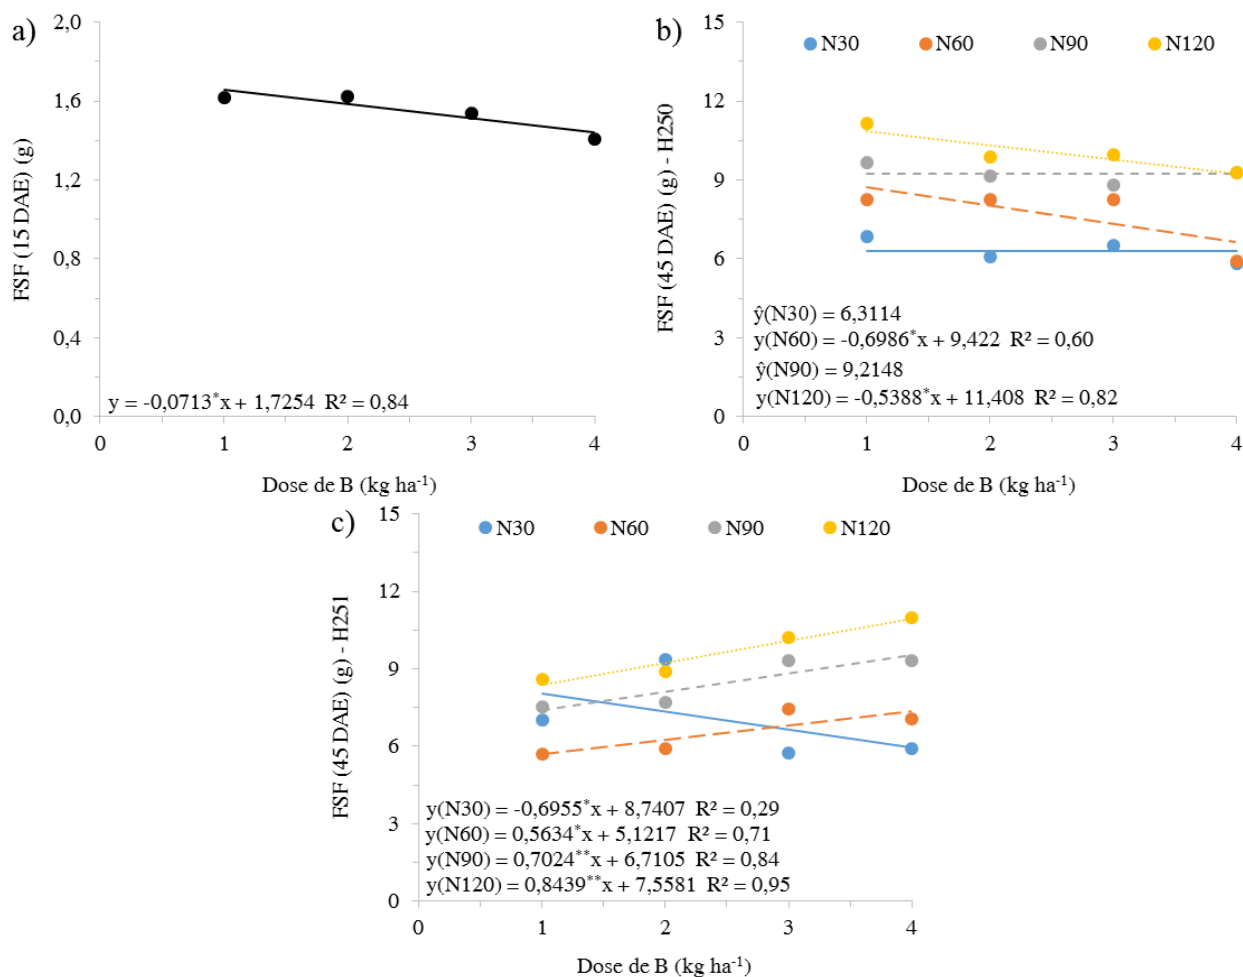 a)
2,0
1,6
1,2
0,8
0,4
0,0
FSF (15 DAE) (g)
y = -0,0713*x + 1,7254 R² = 0,84
0 1 2 3 4
Dose de B (kg ha⁻¹)
b)
N30 N60 N90 N120
15
12
9
6
3
0
FSF (45 DAE) (g) - H250
ŷ(N30) = 6,3114
y(N60) = -0,6986*x + 9,422 R² = 0,60
ŷ(N90) = 9,2148
y(N120) = -0,5388*x + 11,408 R² = 0,82
0 1 2 3 4
Dose de B (kg ha⁻¹)
c)
N30 N60 N90 N120
15
12
9
6
3
0
FSF (45 DAE) (g) - H251
y(N30) = -0,6955*x + 8,7407 R² = 0,29
y(N60) = 0,5634*x + 5,1217 R² = 0,71
y(N90) = 0,7024**x + 6,7105 R² = 0,84
y(N120) = 0,8439**x + 7,5581 R² = 0,95
0 1 2 3 4
Dose de B (kg ha⁻¹)